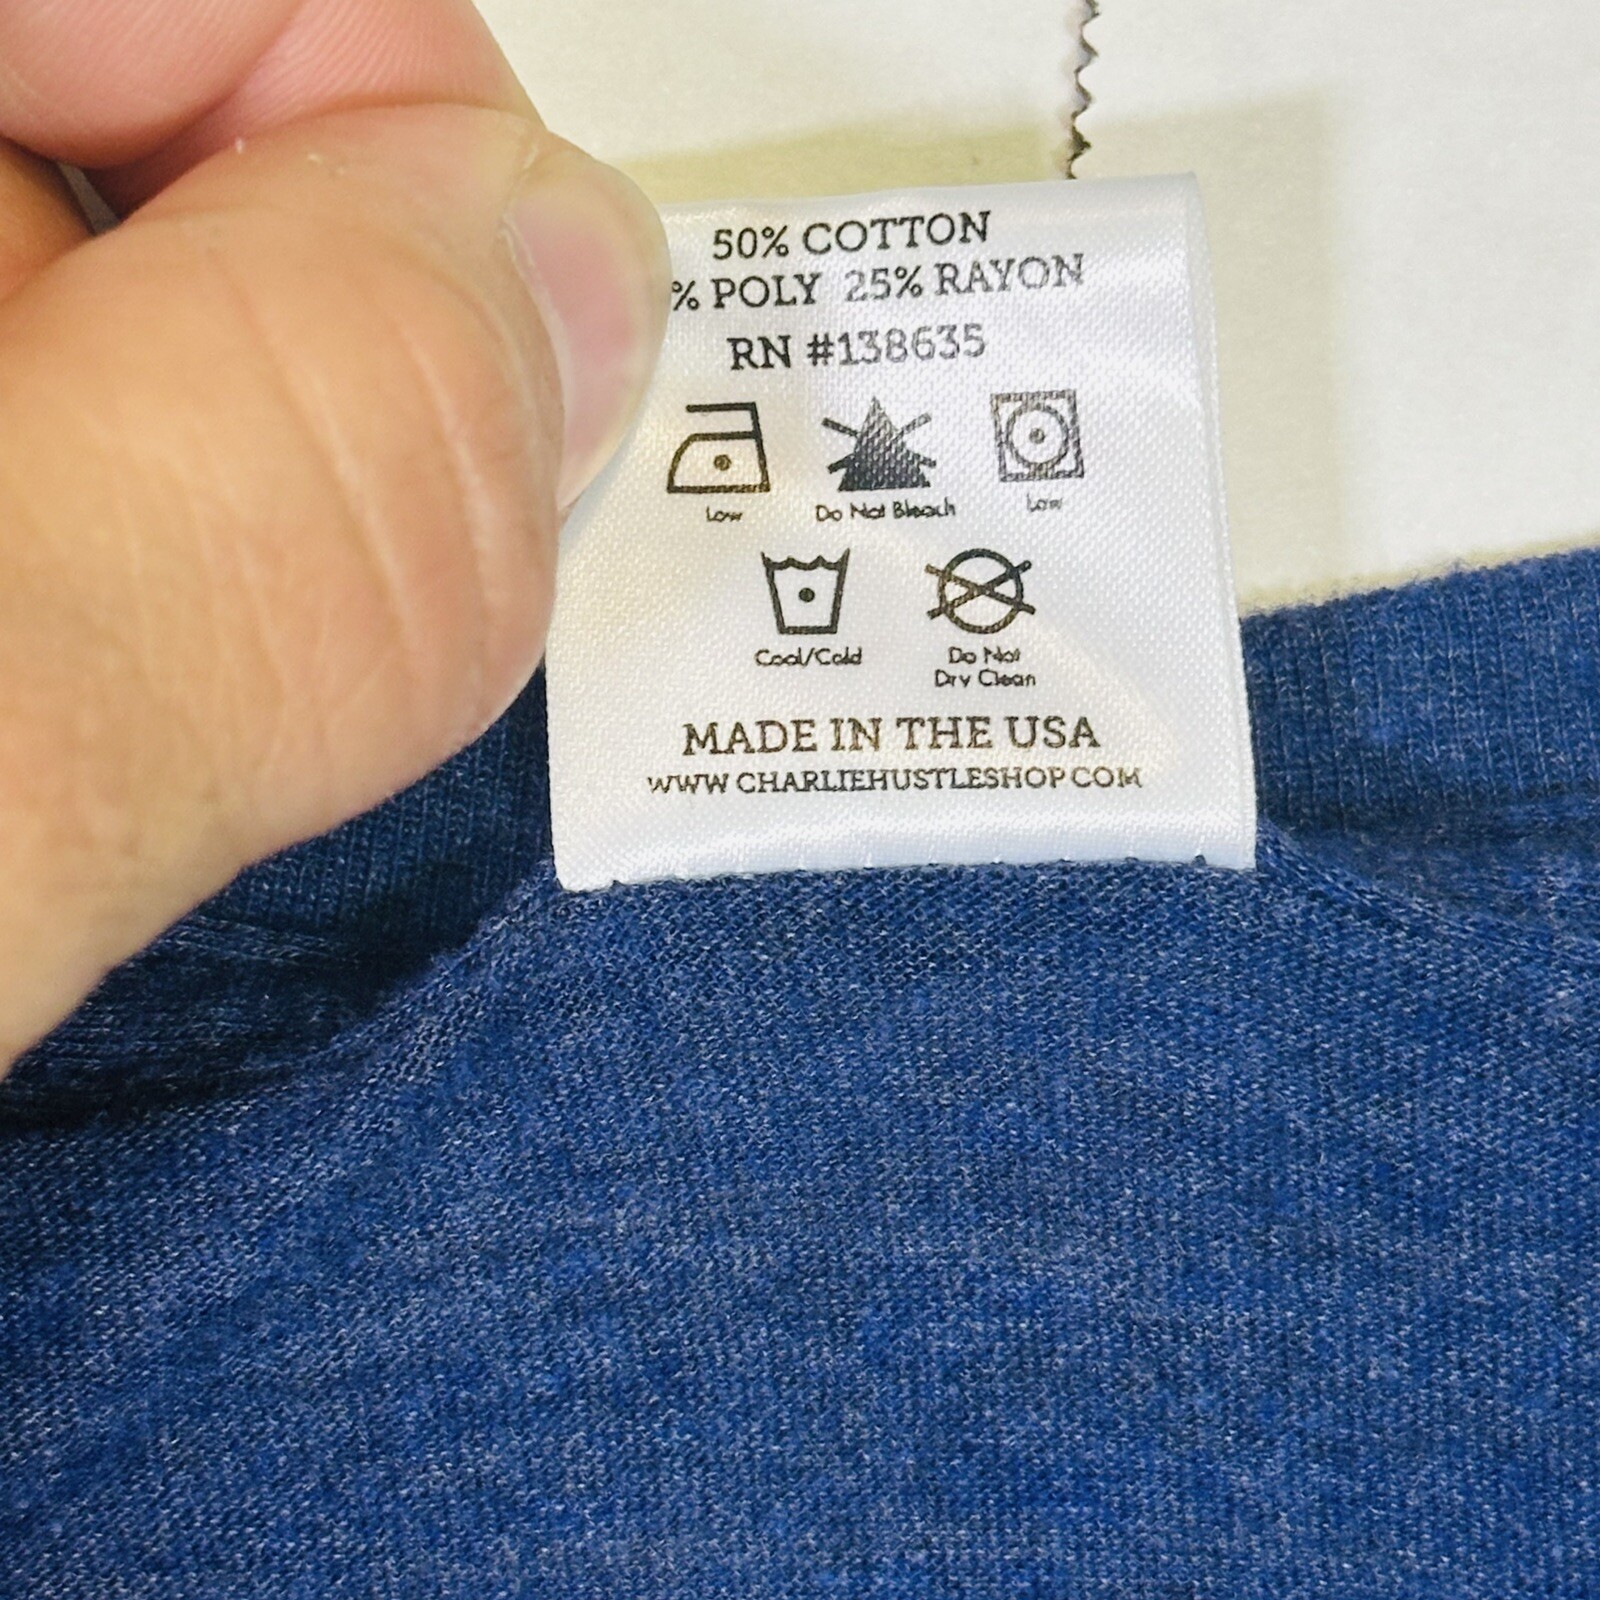 50% COTTON
% POLY 25% RAYON
RN #138635
Low
Do Not Bleach
Low
Cool/Cold
Do Not
Dry Clean
MADE IN THE USA
WWW CHARLIEHUSTLESHOP.COM